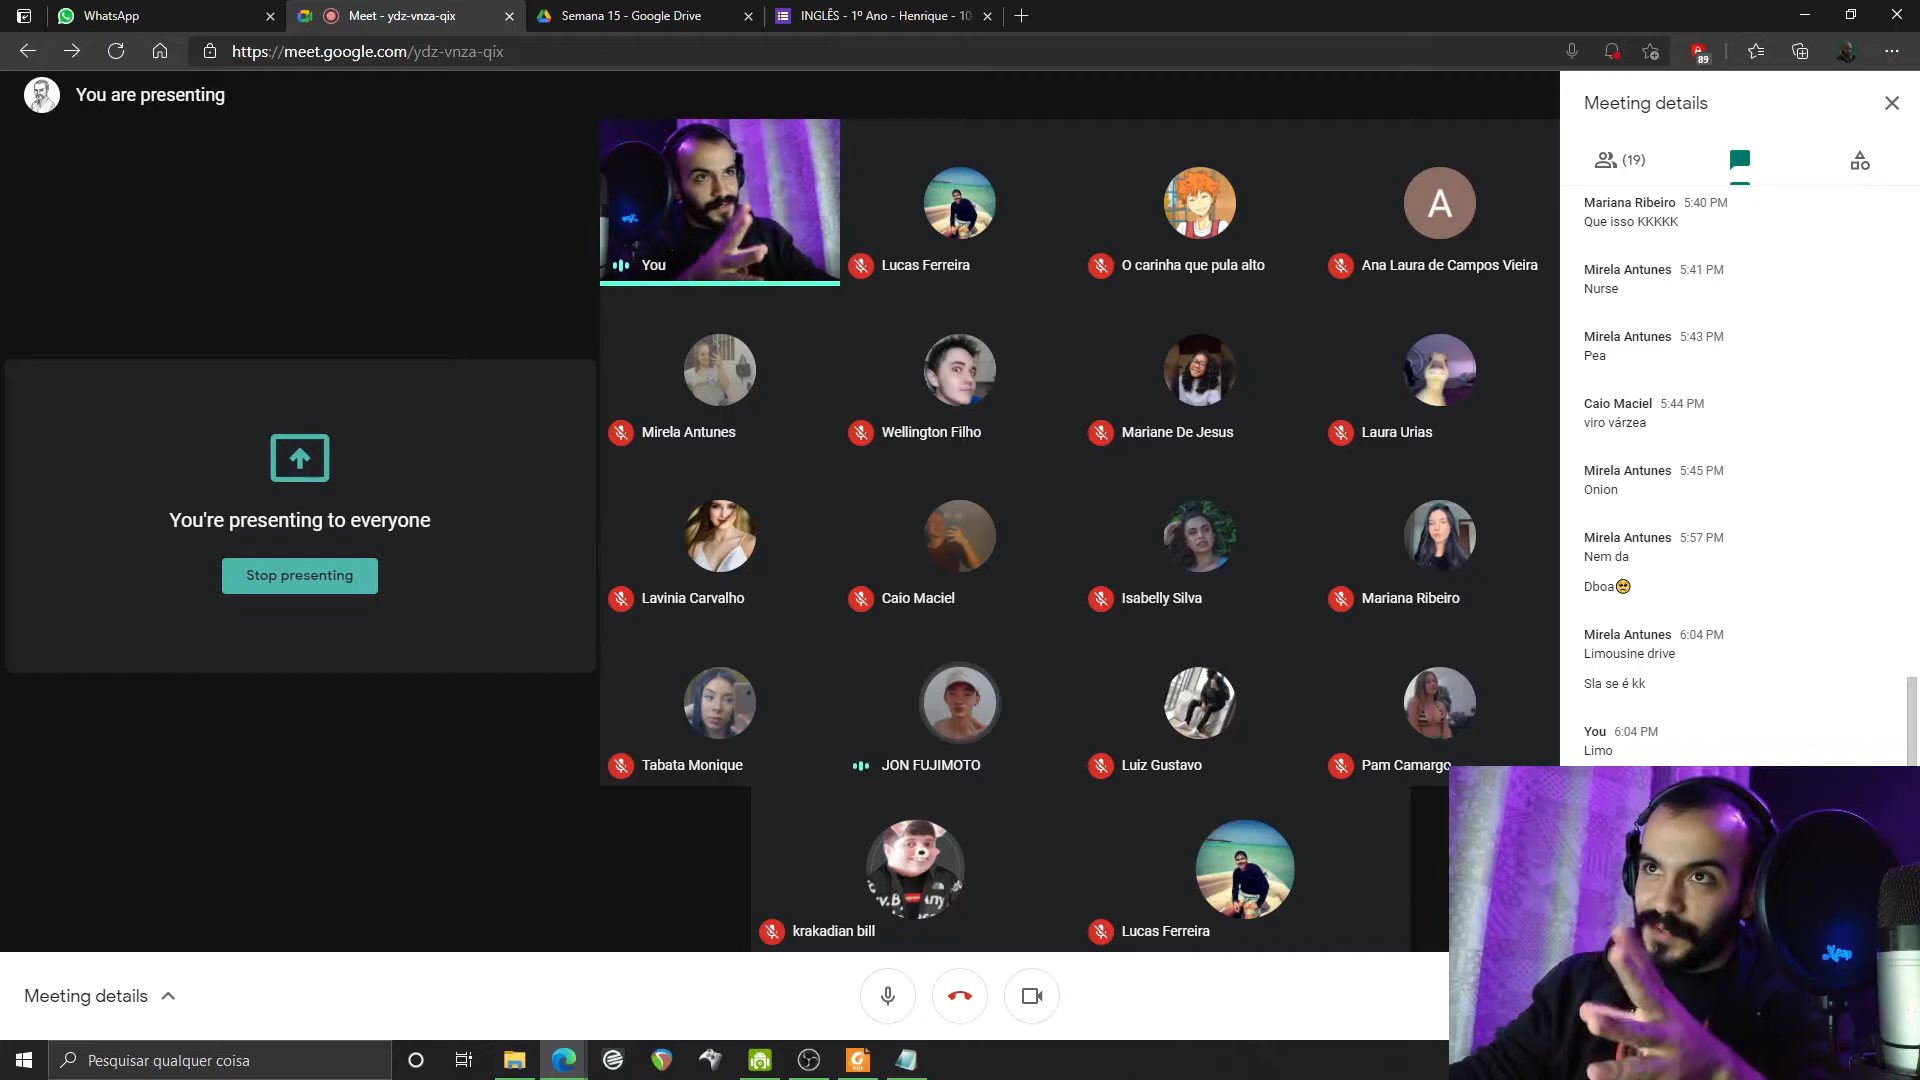 WhatsApp
Meet - ydz-vnza-qix
Semana 15 - Google Drive
INGLÊS - 1º Ano - Henrique - 10
https://meet.google.com/ydz-vnza-qix
89
You are presenting
Meeting details
(19)
You
Lucas Ferreira
O carinha que pula alto
A
Ana Laura de Campos Vieira
Mirela Antunes
Wellington Filho
Mariane De Jesus
Laura Urias
You're presenting to everyone
Stop presenting
Lavinia Carvalho
Caio Maciel
Isabelly Silva
Mariana Ribeiro
Tabata Monique
JON FUJIMOTO
Luiz Gustavo
Pam Camargo
krakadian bill
Lucas Ferreira
Mariana Ribeiro 5:40 PM
Que isso KKKKK
Mirela Antunes 5:41 PM
Nurse
Mirela Antunes 5:43 PM
Pea
Caio Maciel 5:44 PM
viro várzea
Mirela Antunes 5:45 PM
Onion
Mirela Antunes 5:57 PM
Nem da
Dboa🥺
Mirela Antunes 6:04 PM
Limousine drive
Sla se é kk
You 6:04 PM
Limo
Meeting details
Pesquisar qualquer coisa